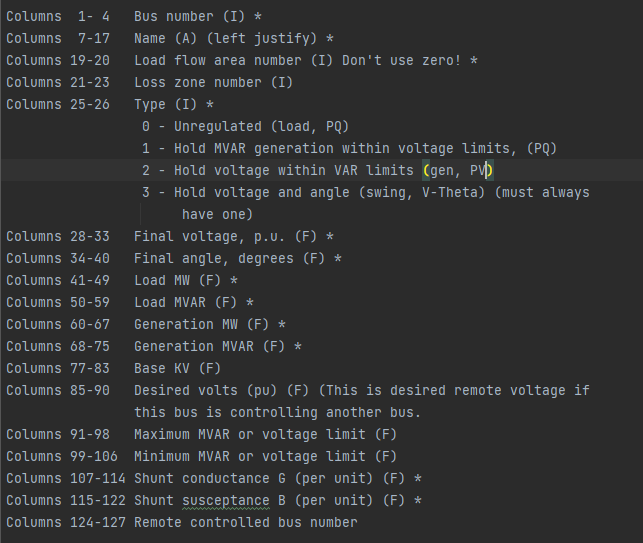 Columns  1- 4   Bus number (I) *
Columns  7-17   Name (A) (left justify) *
Columns 19-20   Load flow area number (I) Don't use zero! *
Columns 21-23   Loss zone number (I)
Columns 25-26   Type (I) *
                 0 - Unregulated (load, PQ)
                 1 - Hold MVAR generation within voltage limits, (PQ)
                 2 - Hold voltage within VAR limits (gen, PV)
                 3 - Hold voltage and angle (swing, V-Theta) (must always
                      have one)
Columns 28-33   Final voltage, p.u. (F) *
Columns 34-40   Final angle, degrees (F) *
Columns 41-49   Load MW (F) *
Columns 50-59   Load MVAR (F) *
Columns 60-67   Generation MW (F) *
Columns 68-75   Generation MVAR (F) *
Columns 77-83   Base KV (F)
Columns 85-90   Desired volts (pu) (F) (This is desired remote voltage if
                this bus is controlling another bus.
Columns 91-98   Maximum MVAR or voltage limit (F)
Columns 99-106  Minimum MVAR or voltage limit (F)
Columns 107-114 Shunt conductance G (per unit) (F) *
Columns 115-122 Shunt susceptance B (per unit) (F) *
Columns 124-127 Remote controlled bus number